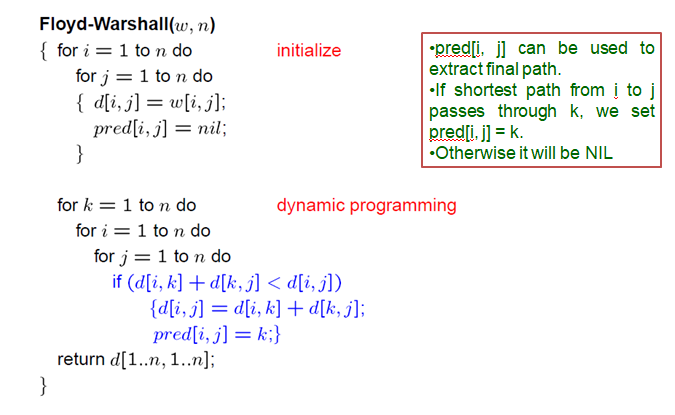 Floyd-Warshall(w, n)
{ for i = 1 to n do initialize
for j = 1 to n do
{ d[i, j] = w[i, j];
pred[i, j] = nil;
}
for k = 1 to n do dynamic programming
for i = 1 to n do
for j = 1 to n do
if (d[i, k] + d[k, j] < d[i, j])
{d[i, j] = d[i, k] + d[k, j];
pred[i, j] = k;}
return d[1..n, 1..n];
}
•pred[i, j] can be used to
extract final path.
•If shortest path from i to j
passes through k, we set
pred[i, j] = k.
•Otherwise it will be NIL